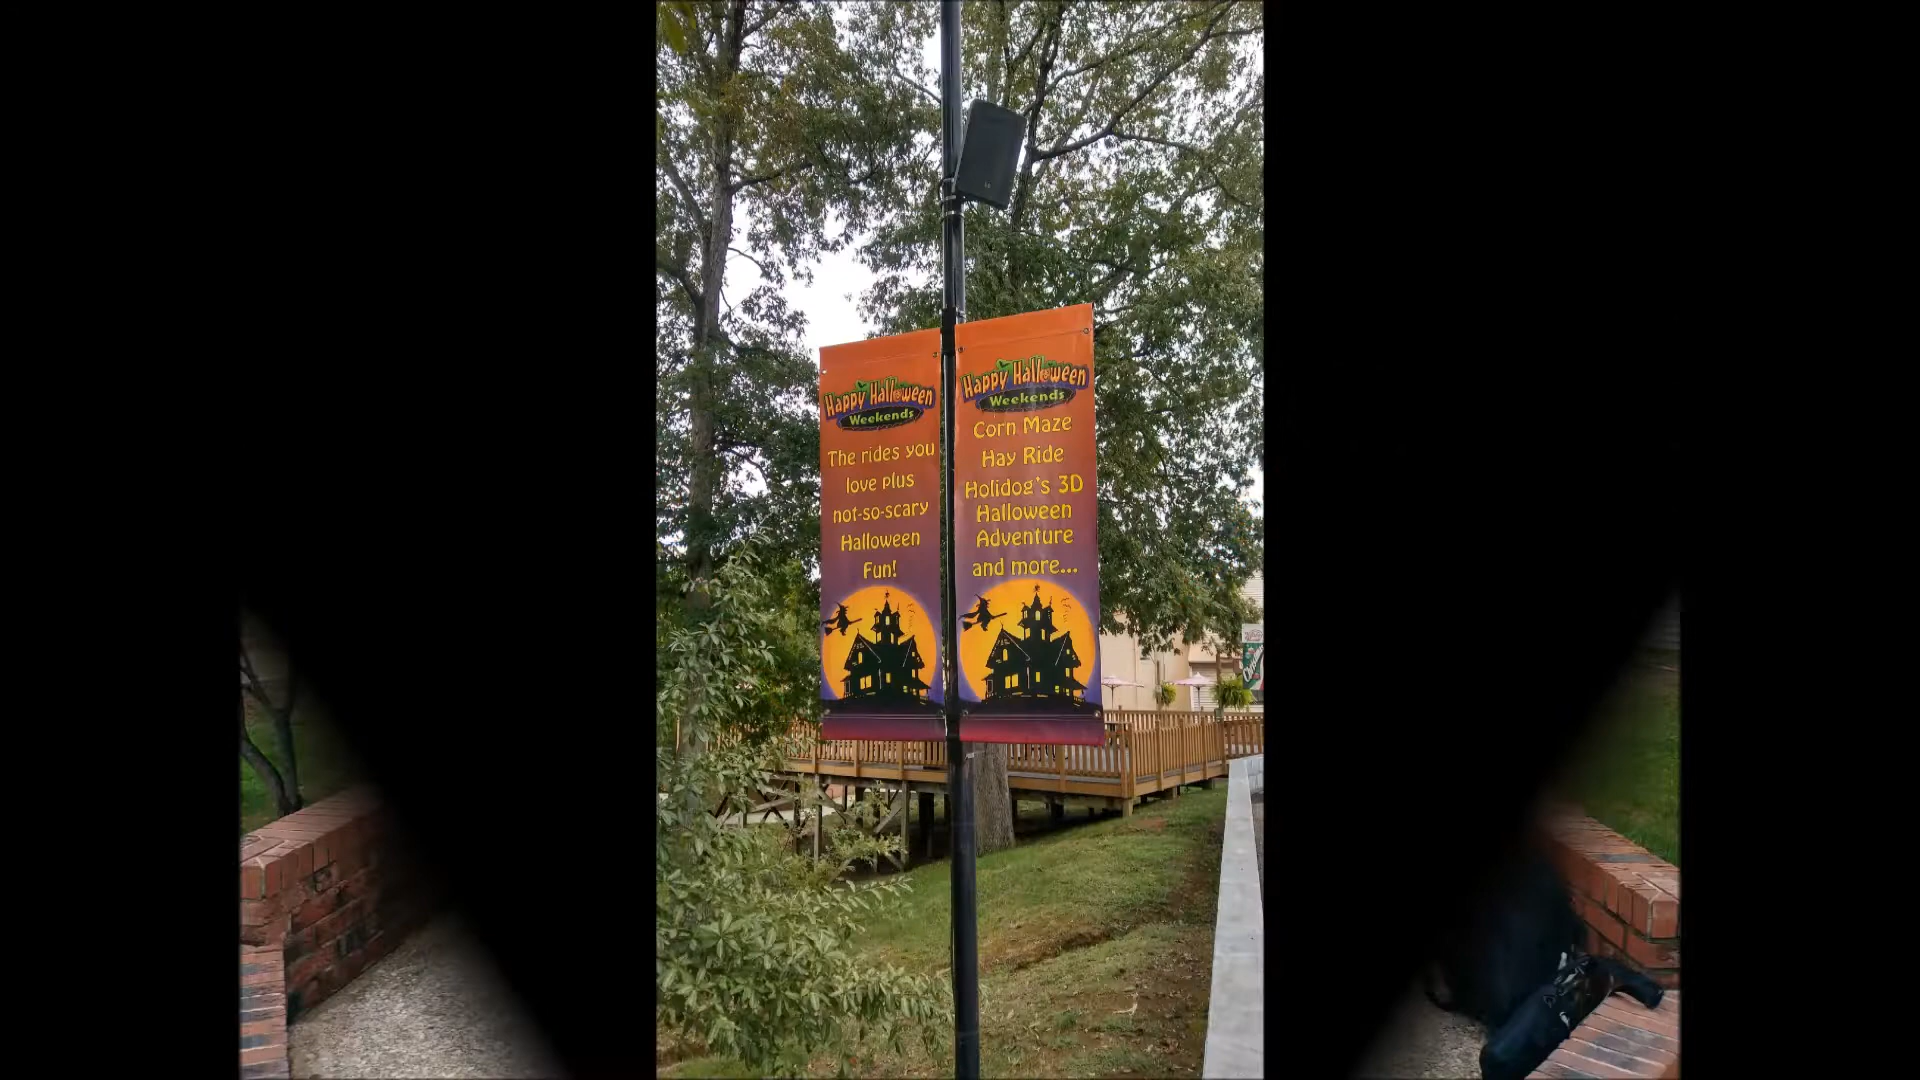 Happy Halloween
Weekends
The rides you
love plus
not-so-scary
Halloween
Fun!
Happy Halloween
Weekends
Corn Maze
Hay Ride
Holidog's 3D
Halloween
Adventure
and more...